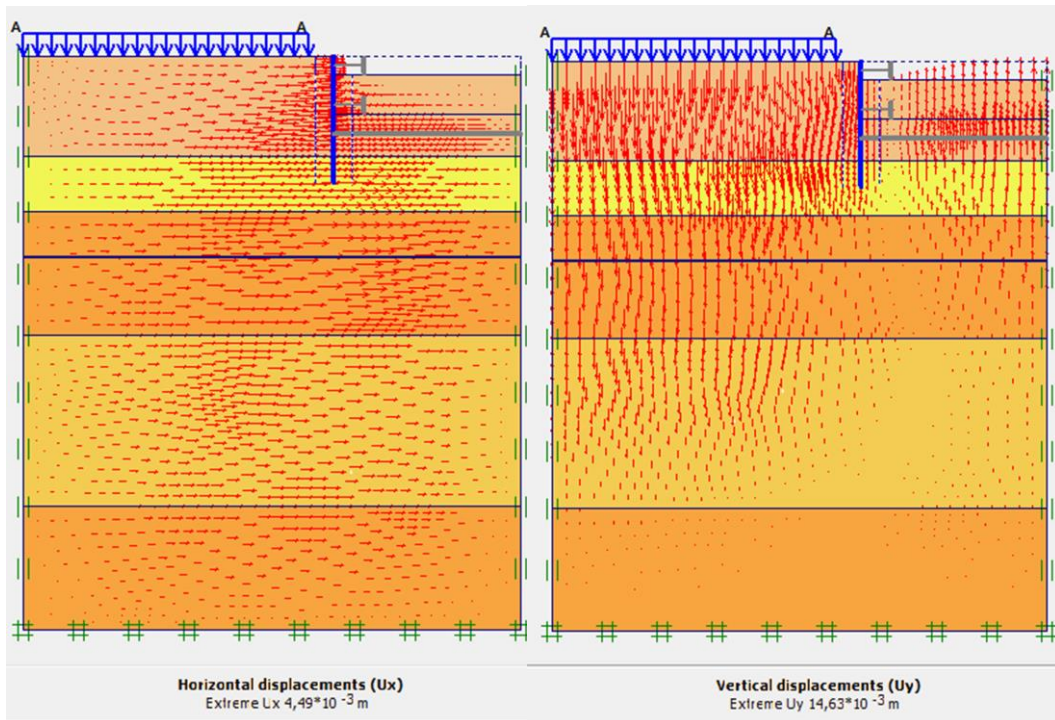 A A A A
Horizontal displacements (Ux)
Extreme Ux 4,49*10 -3 m
Vertical displacements (Uy)
Extreme Uy 14,63*10 -3 m